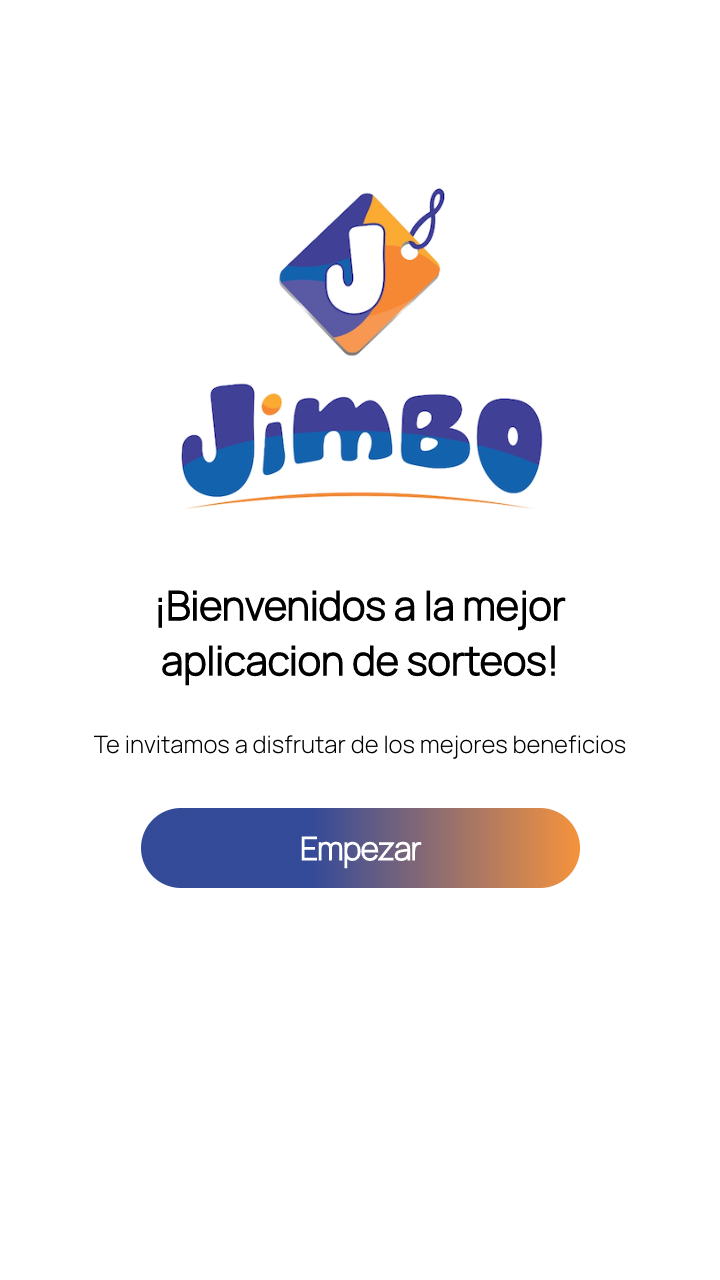 J
JimBO
¡Bienvenidos a la mejor
aplicacion de sorteos!
Te invitamos a disfrutar de los mejores beneficios
Empezar